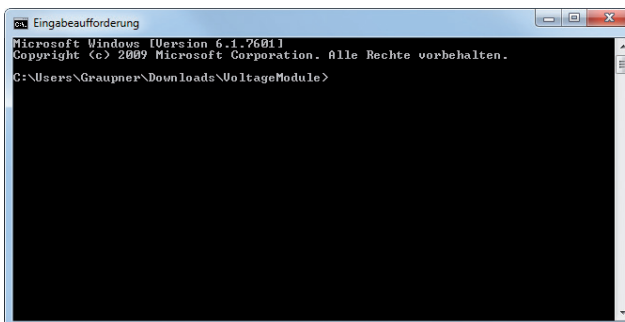 Eingabeaufforderung
Microsoft Windows [Version 6.1.7601]
Copyright (c) 2009 Microsoft Corporation. Alle Rechte vorbehalten.
C:\Users\Graupner\Downloads\VoltageModule>